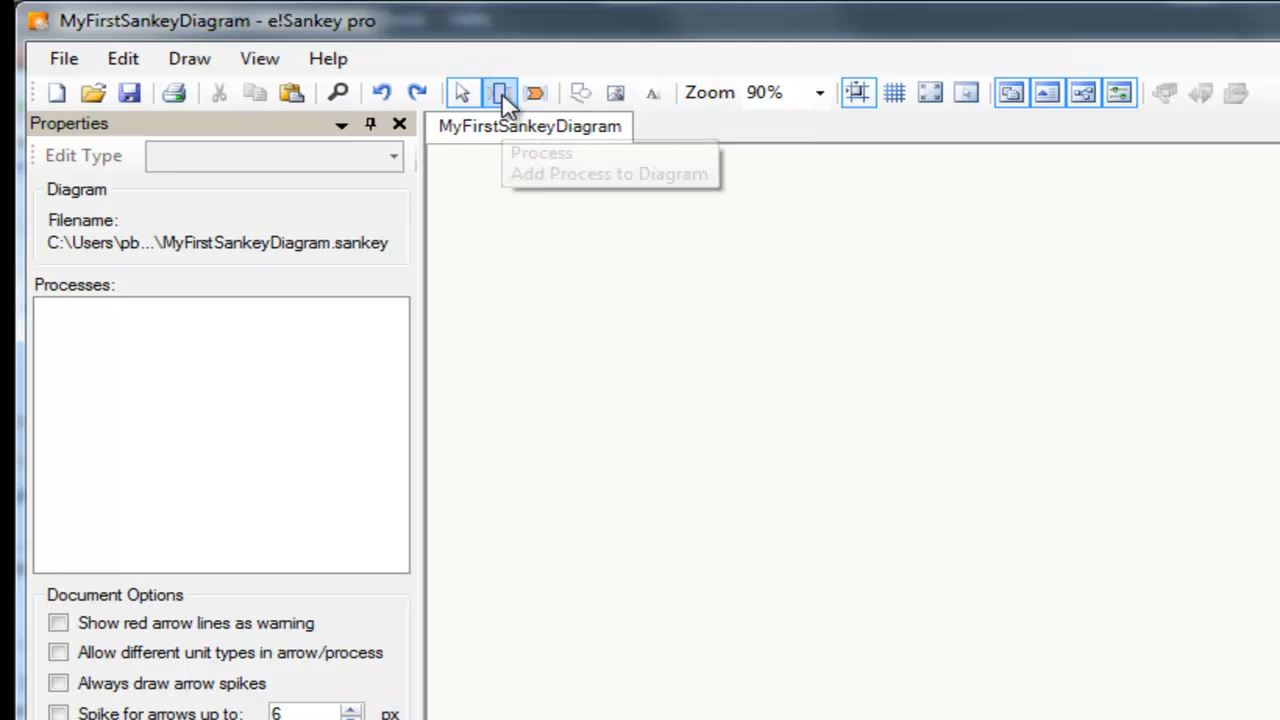 MyFirstSankeyDiagram - e!Sankey pro
File Edit Draw View Help
Zoom 90%
Properties
MyFirstSankeyDiagram
Edit Type
Process
Add Process to Diagram
Diagram
Filename:
C:\Users\pb...\MyFirstSankeyDiagram.sankey
Processes:
Document Options
Show red arrow lines as warning
Allow different unit types in arrow/process
Always draw arrow spikes
Spike for arrows up to: 6 px